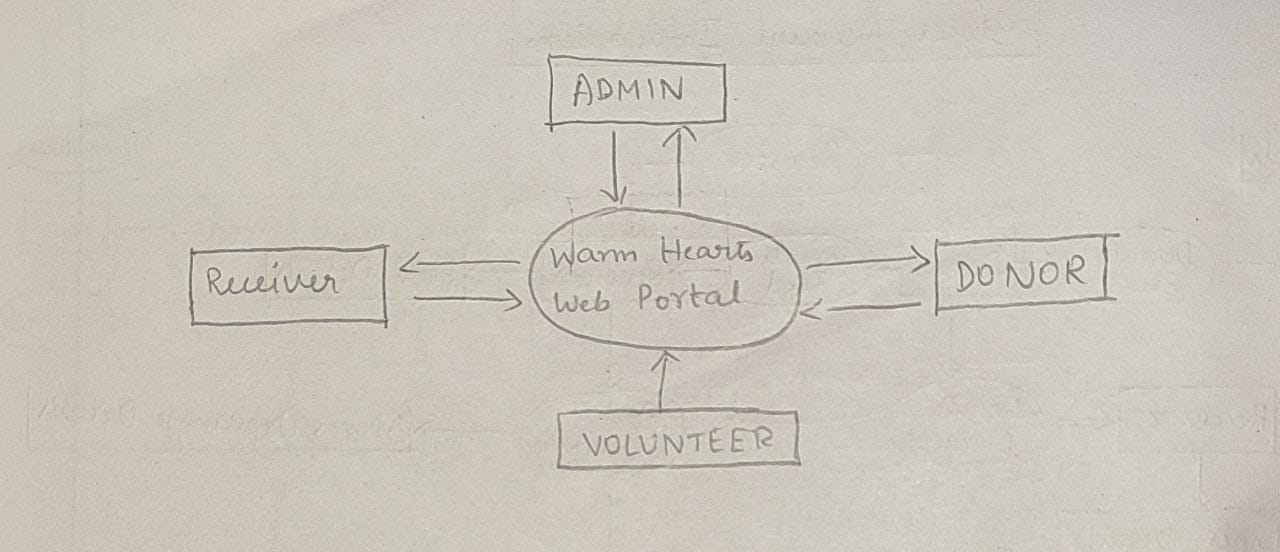 ADMIN
Warm Hearts
Web Portal
Receiver
DONOR
VOLUNTEER